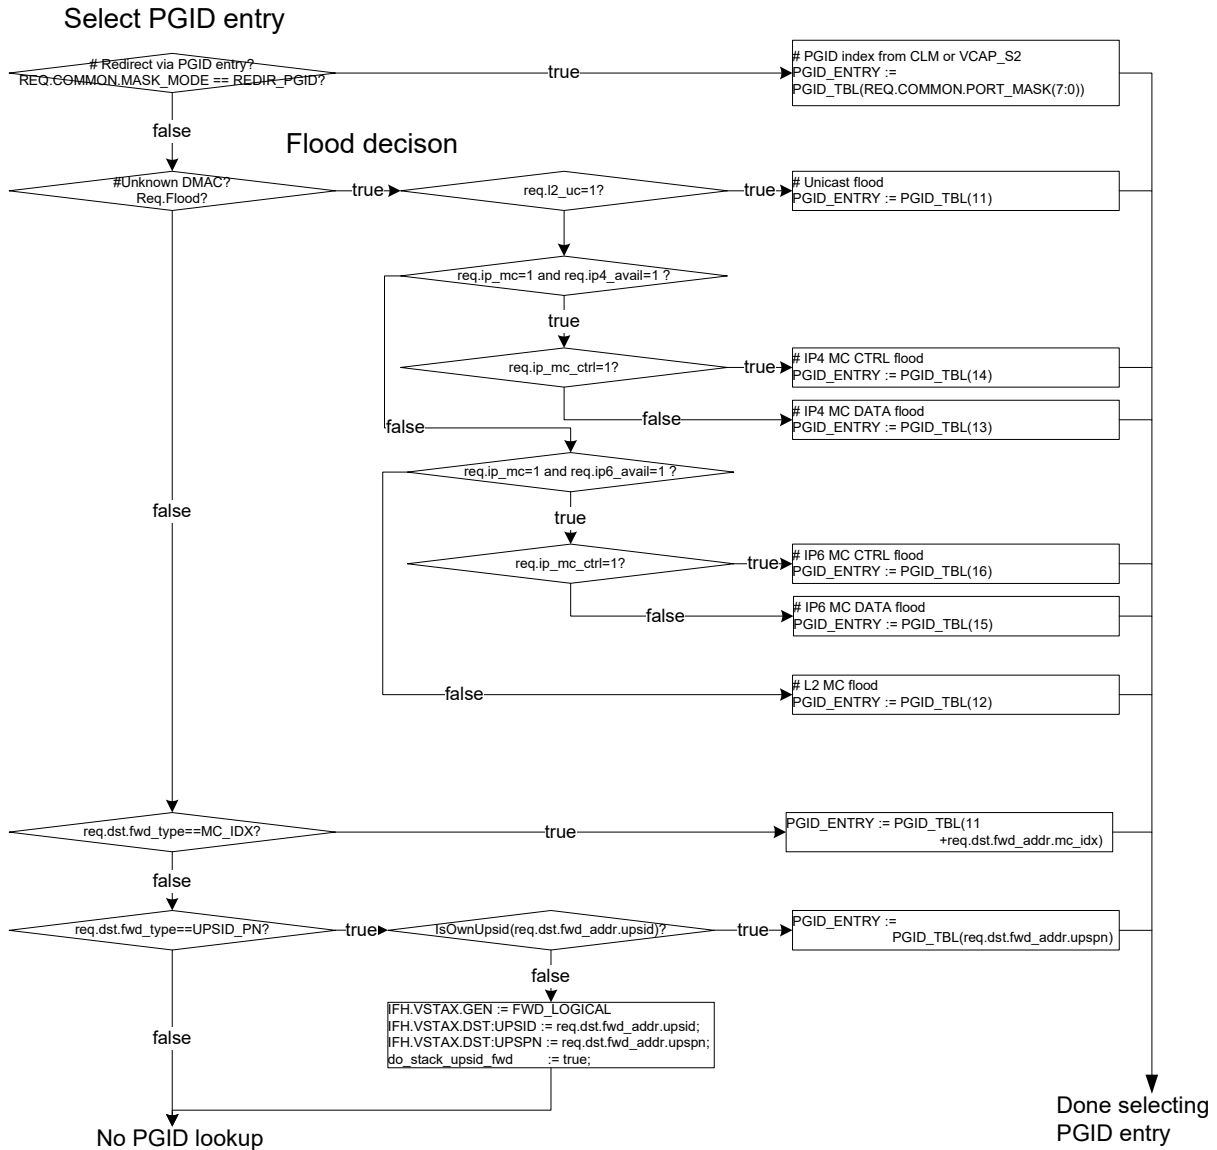 Select PGID entry
# Redirect via PGID entry?
REQ.COMMON.MASK_MODE == REDIR_PGID?
true
# PGID index from CLM or VCAP_S2
PGID_ENTRY :=
PGID_TBL(REQ.COMMON.PORT_MASK(7:0))
false
Flood decison
#Unknown DMAC?
Req.Flood?
true
req.l2_uc=1?
true
# Unicast flood
PGID_ENTRY := PGID_TBL(11)
req.ip_mc=1 and req.ip4_avail=1 ?
true
req.ip_mc_ctrl=1?
true
# IP4 MC CTRL flood
PGID_ENTRY := PGID_TBL(14)
false
# IP4 MC DATA flood
PGID_ENTRY := PGID_TBL(13)
false
req.ip_mc=1 and req.ip6_avail=1 ?
false
true
req.ip_mc_ctrl=1?
true
# IP6 MC CTRL flood
PGID_ENTRY := PGID_TBL(16)
false
# IP6 MC DATA flood
PGID_ENTRY := PGID_TBL(15)
false
# L2 MC flood
PGID_ENTRY := PGID_TBL(12)
req.dst.fwd_type==MC_IDX?
true
PGID_ENTRY := PGID_TBL(11
+req.dst.fwd_addr.mc_idx)
false
req.dst.fwd_type==UPSID_PN?
true
IsOwnUpsid(req.dst.fwd_addr.upsid)?
true
PGID_ENTRY :=
PGID_TBL(req.dst.fwd_addr.upspn)
false
IFH.VSTAX.GEN := FWD_LOGICAL
IFH.VSTAX.DST:UPSID := req.dst.fwd_addr.upsid;
IFH.VSTAX.DST:UPSPN := req.dst.fwd_addr.upspn;
do_stack_upsid_fwd := true;
false
No PGID lookup
Done selecting
PGID entry